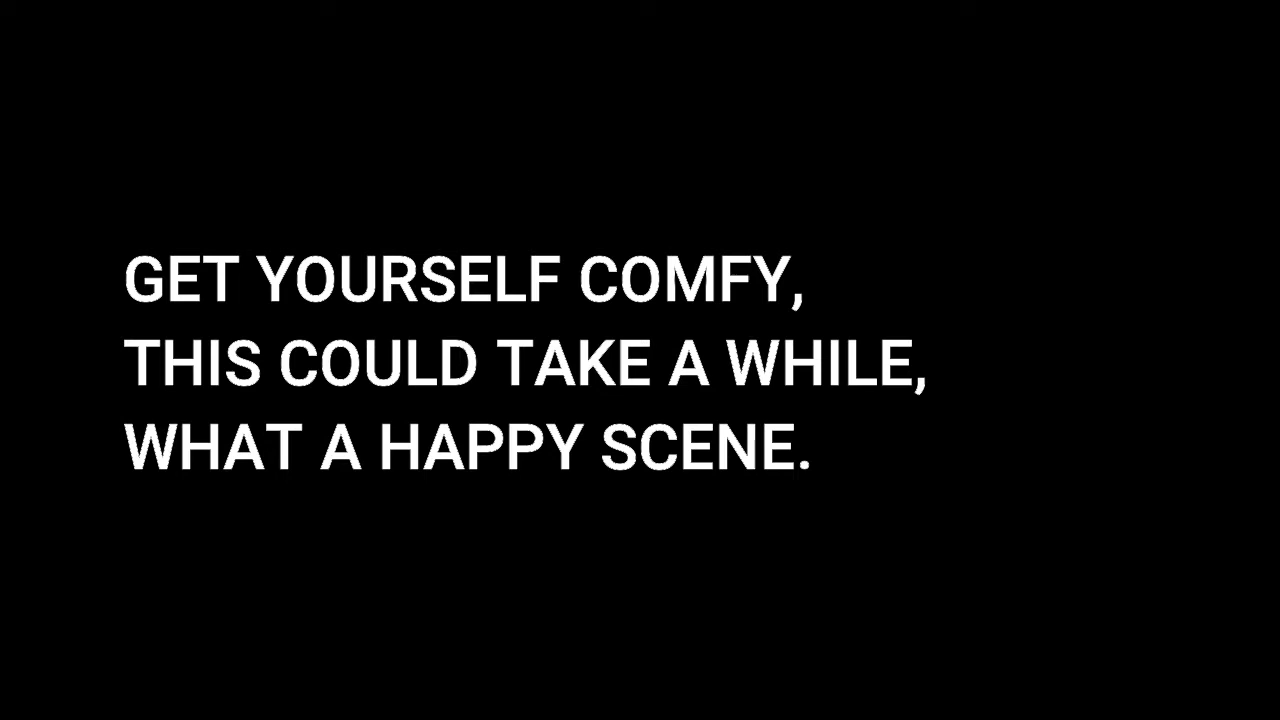 GET YOURSELF COMFY,
THIS COULD TAKE A WHILE,
WHAT A HAPPY SCENE.